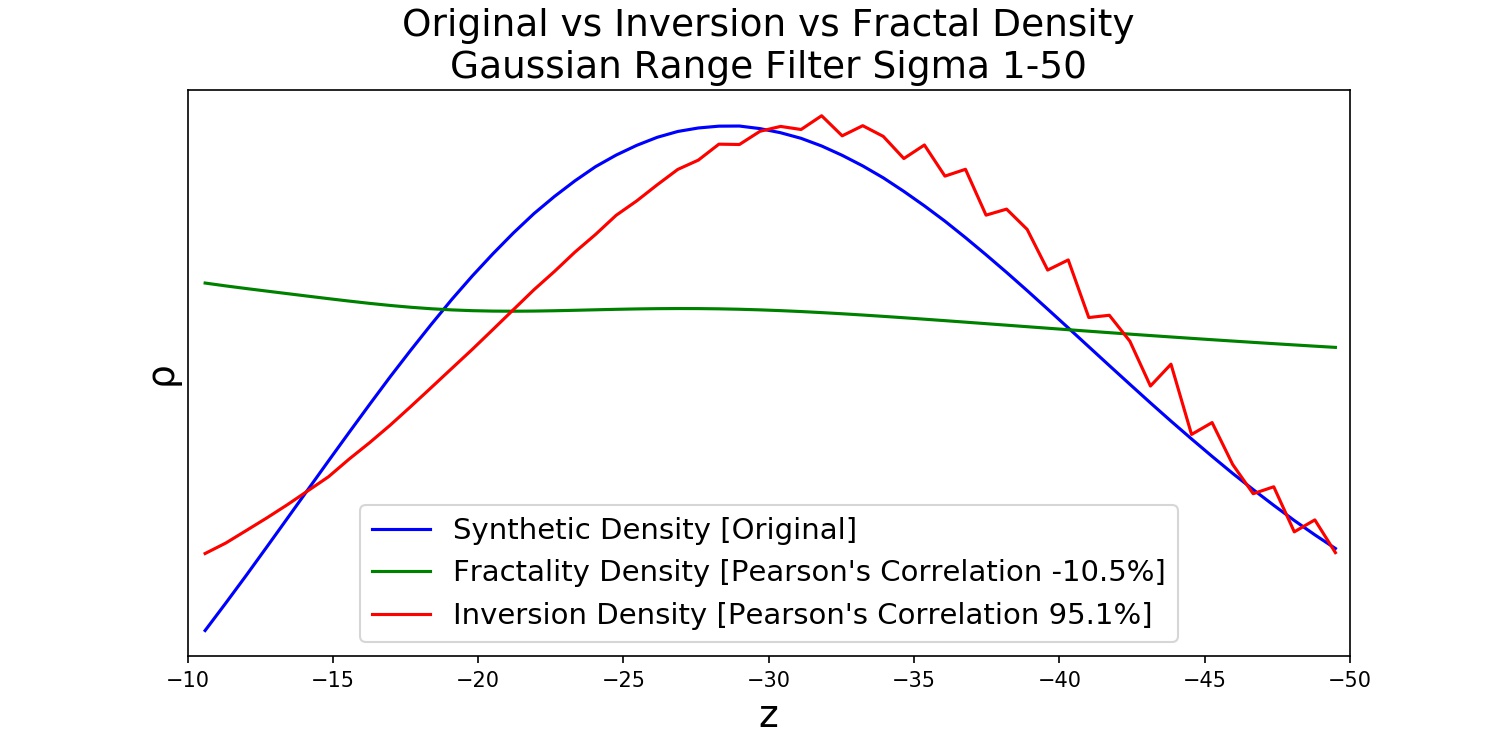 Original vs Inversion vs Fractal Density
Gaussian Range Filter Sigma 1-50
ρ
Synthetic Density [Original]
Fractality Density [Pearson's Correlation -10.5%]
Inversion Density [Pearson's Correlation 95.1%]
−10 −15 −20 −25 −30 −35 −40 −45 −50
z